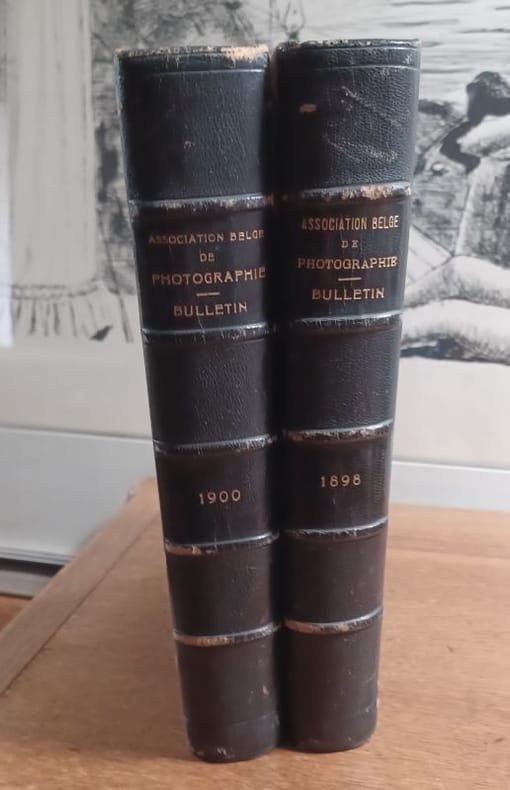 ASSOCIATION BELGE
DE
PHOTOGRAPHIE
BULLETIN
1900
ASSOCIATION BELGE
DE
PHOTOGRAPHIE
BULLETIN
1898